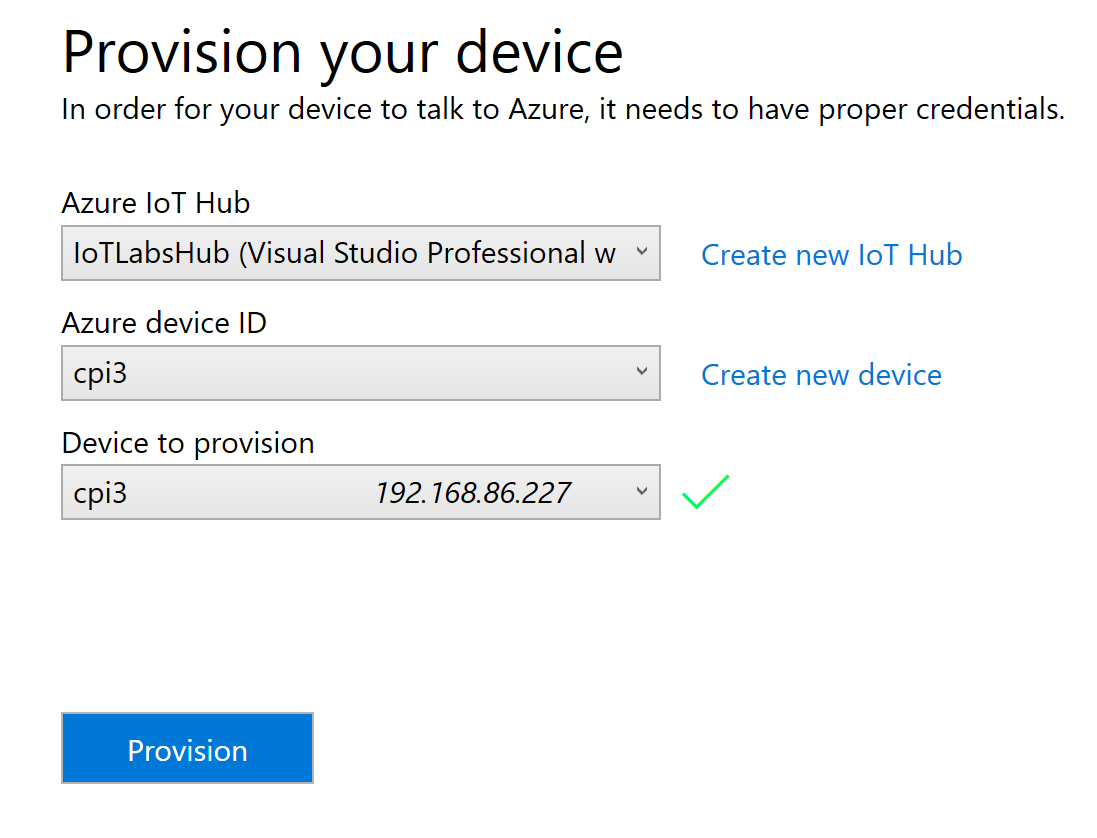 Provision your device
In order for your device to talk to Azure, it needs to have proper credentials.
Azure IoT Hub
IoTLabsHub (Visual Studio Professional w
Create new IoT Hub
Azure device ID
cpi3
Create new device
Device to provision
cpi3 192.168.86.227
Provision